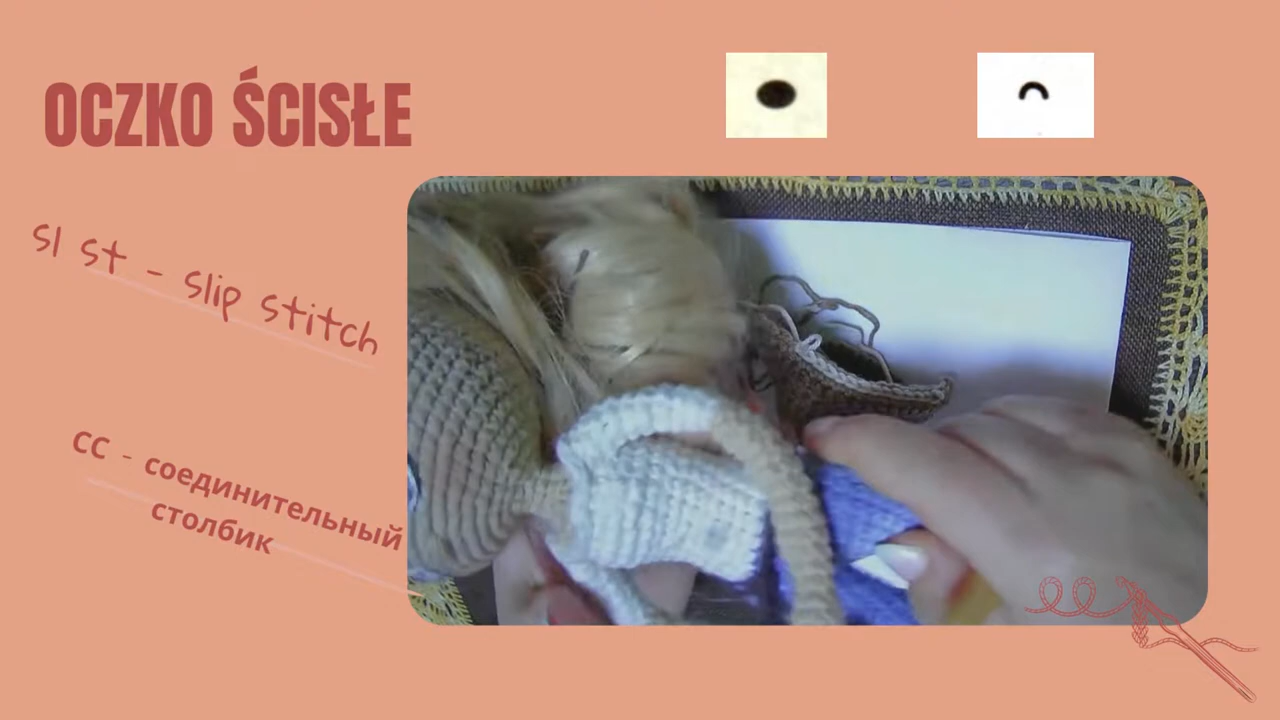 OCZKO ŚCISŁE
sl st - slip stitch
СС - соединительный
столбик